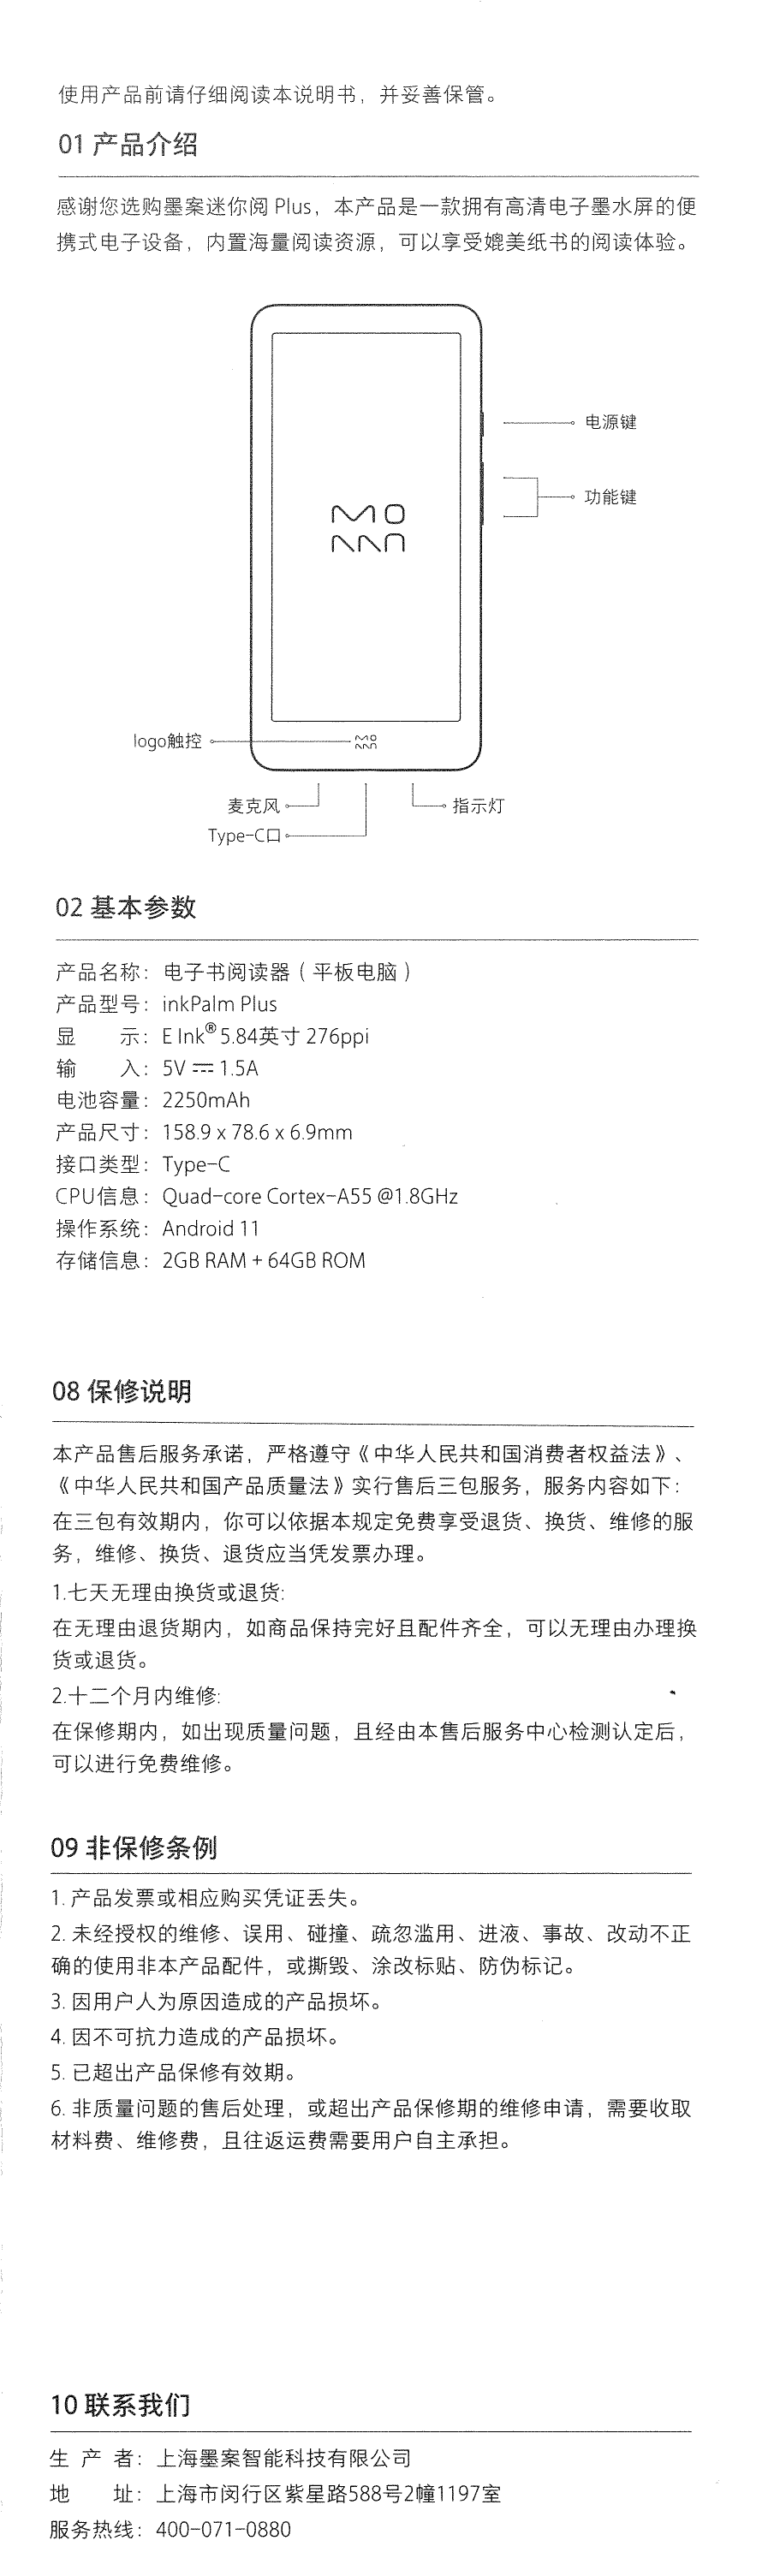 使用产品前请仔细阅读本说明书，并妥善保管。
01 产品介绍
感谢您选购墨案迷你阅 Plus，本产品是一款拥有高清电子墨水屏的便
携式电子设备，内置海量阅读资源，可以享受媲美纸书的阅读体验。
电源键
功能键
MO
AAN
logo触控
麦克风
指示灯
Type-C口
02 基本参数
产品名称：电子书阅读器（平板电脑）
产品型号：inkPalm Plus
显 示：E Ink® 5.84英寸 276ppi
输 入：5V ⎓ 1.5A
电池容量：2250mAh
产品尺寸：158.9 x 78.6 x 6.9mm
接口类型：Type-C
CPU信息：Quad-core Cortex-A55 @1.8GHz
操作系统：Android 11
存储信息：2GB RAM + 64GB ROM
08 保修说明
本产品售后服务承诺，严格遵守《中华人民共和国消费者权益法》、
《中华人民共和国产品质量法》实行售后三包服务，服务内容如下：
在三包有效期内，你可以依据本规定免费享受退货、换货、维修的服
务，维修、换货、退货应当凭发票办理。
1.七天无理由换货或退货:
在无理由退货期内，如商品保持完好且配件齐全，可以无理由办理换
货或退货。
2.十二个月内维修:
在保修期内，如出现质量问题，且经由本售后服务中心检测认定后，
可以进行免费维修。
09 非保修条例
1. 产品发票或相应购买凭证丢失。
2. 未经授权的维修、误用、碰撞、疏忽滥用、进液、事故、改动不正
确的使用非本产品配件，或撕毁、涂改标贴、防伪标记。
3. 因用户人为原因造成的产品损坏。
4. 因不可抗力造成的产品损坏。
5. 已超出产品保修有效期。
6. 非质量问题的售后处理，或超出产品保修期的维修申请，需要收取
材料费、维修费，且往返运费需要用户自主承担。
10 联系我们
生 产 者：上海墨案智能科技有限公司
地 址：上海市闵行区紫星路588号2幢1197室
服务热线：400-071-0880